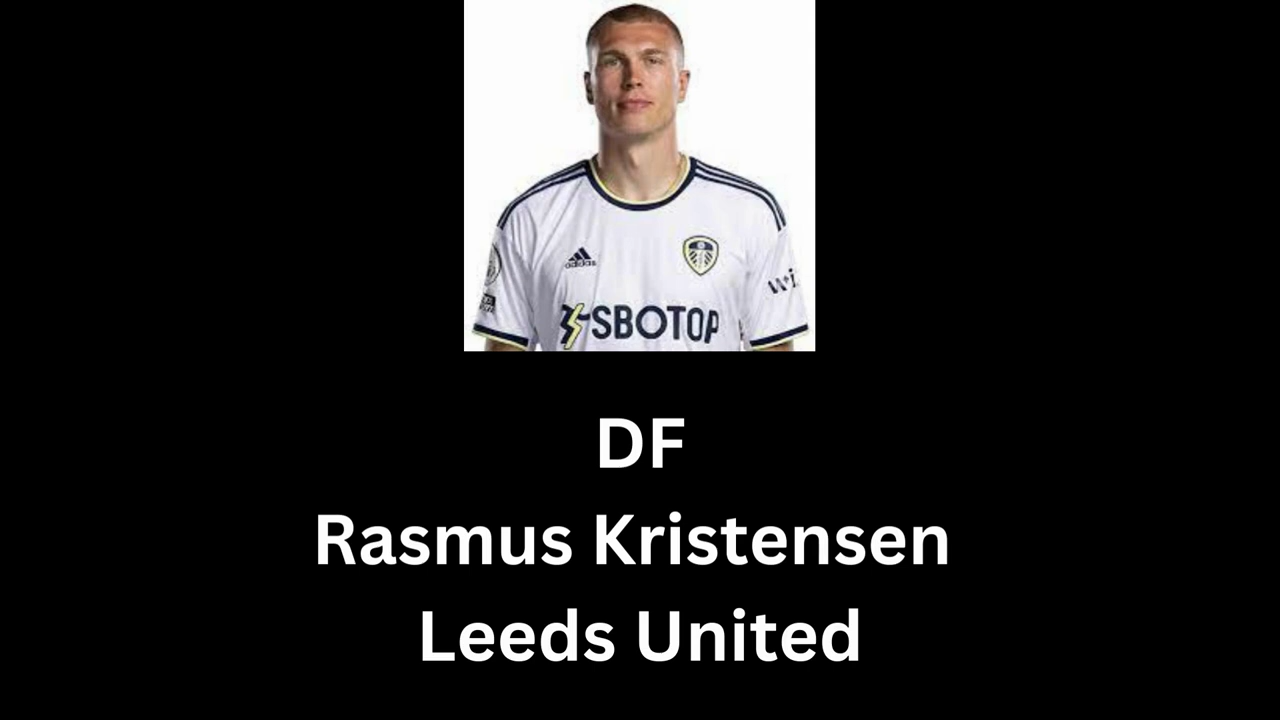 adidas
SBOTOP
DF
Rasmus Kristensen
Leeds United